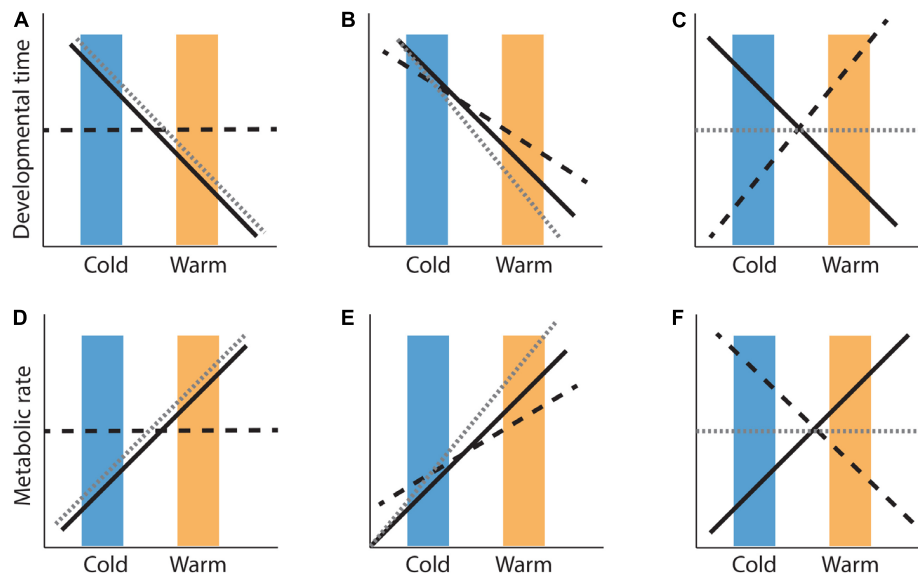 A
B
C
Developmental time
Cold
Warm
Cold
Warm
Cold
Warm
D
E
F
Metabolic rate
Cold
Warm
Cold
Warm
Cold
Warm